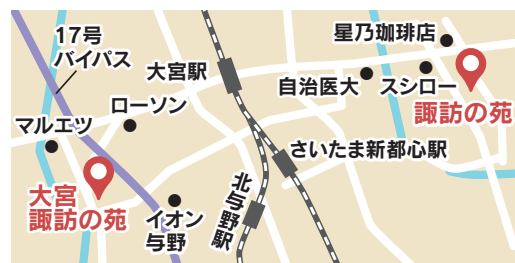 17号
バイパス
大宮駅
ローソン
マルエツ
大宮
諏訪の苑
イオン
与野
北与野駅
さいたま新都心駅
自治医大
星乃珈琲店
スシロー
諏訪の苑